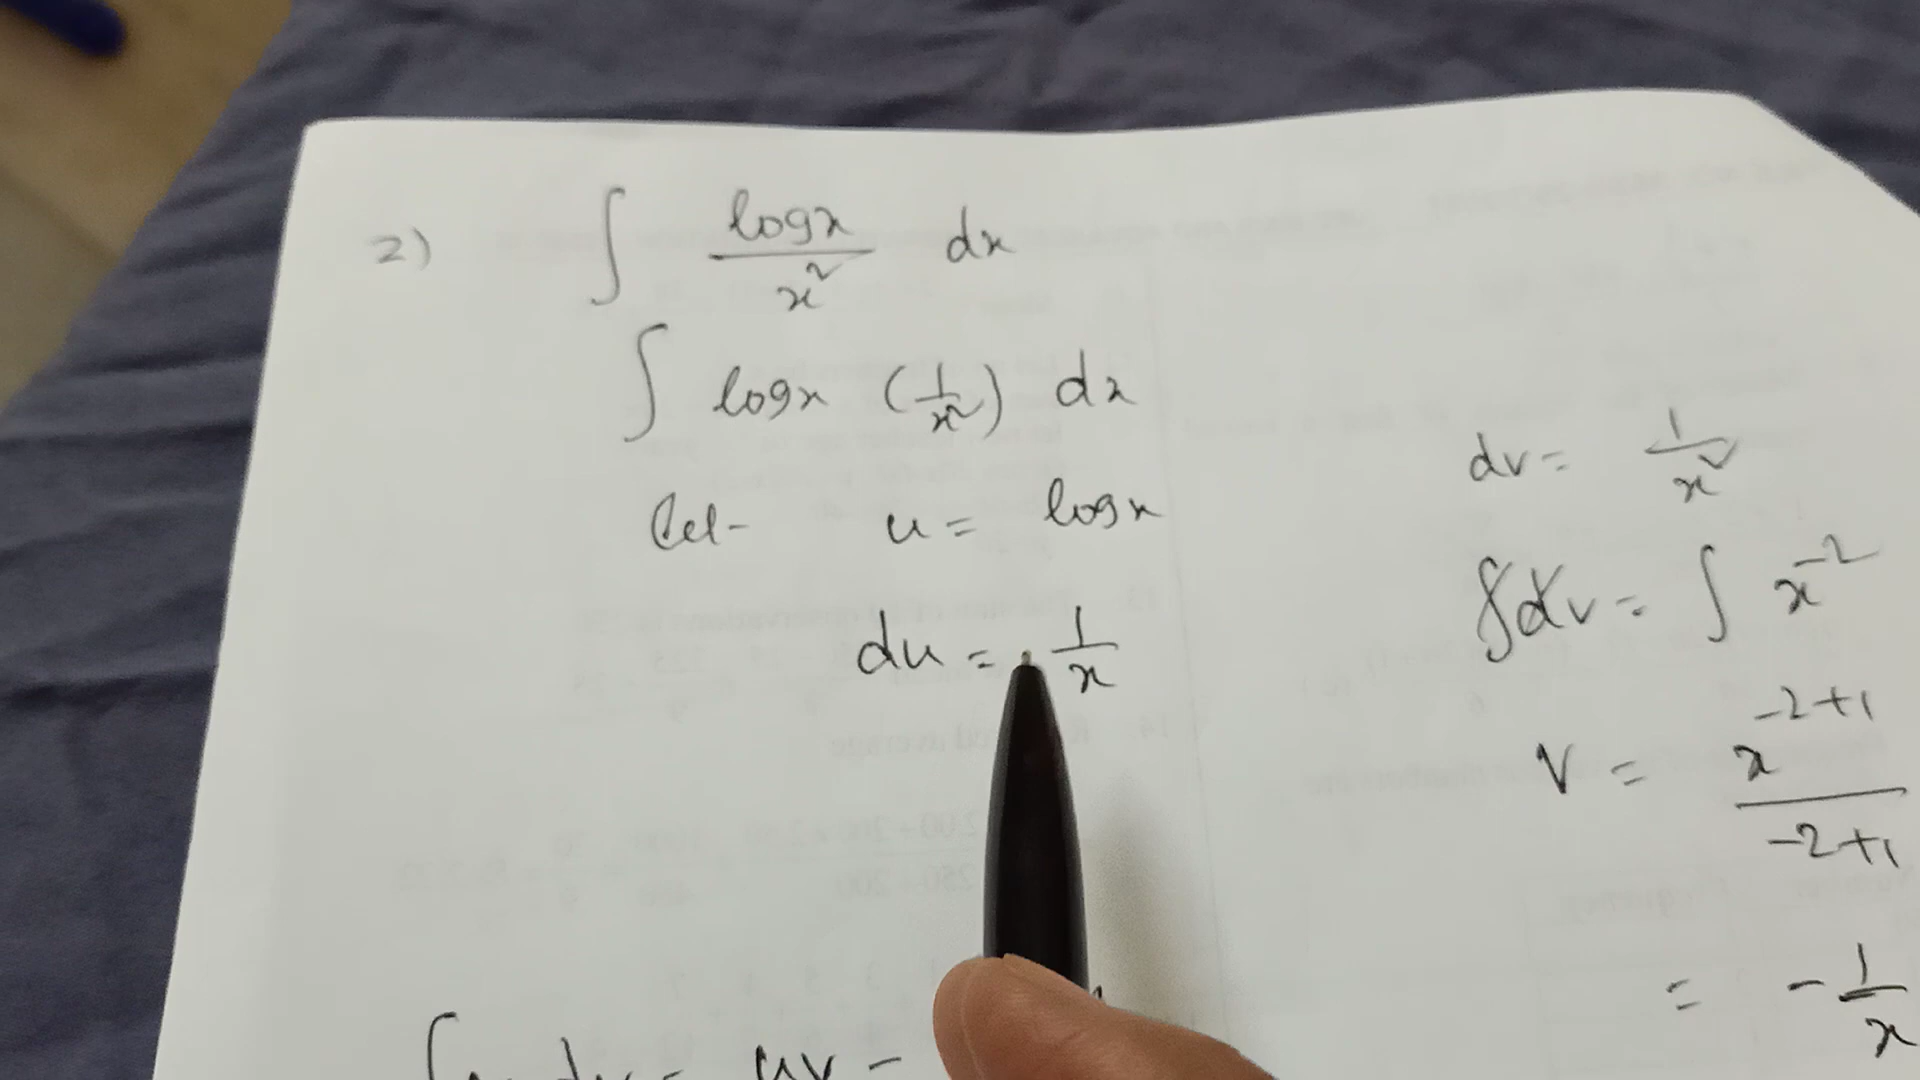 2) ∫ logx / x² dx
∫ logx (1/x²) dx
Let u = logx
du = 1/x
dv = 1/x²
∫dv = ∫ x⁻²
v = x⁻²⁺¹ / -2+1
= - 1/x
uv -